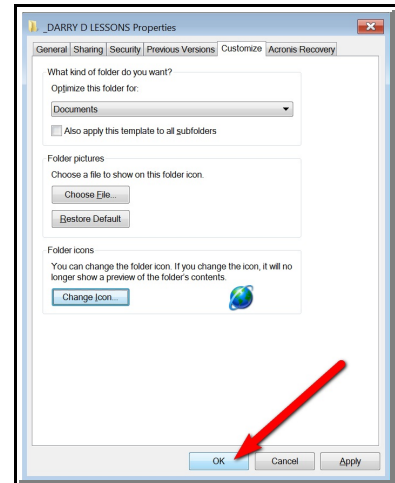 _DARRY D LESSONS Properties
General Sharing Security Previous Versions Customize Acronis Recovery
What kind of folder do you want?
Optimize this folder for:
Documents
Also apply this template to all subfolders
Folder pictures
Choose a file to show on this folder icon.
Choose File...
Restore Default
Folder icons
You can change the folder icon. If you change the icon, it will no
longer show a preview of the folder's contents.
Change Icon...
OK Cancel Apply